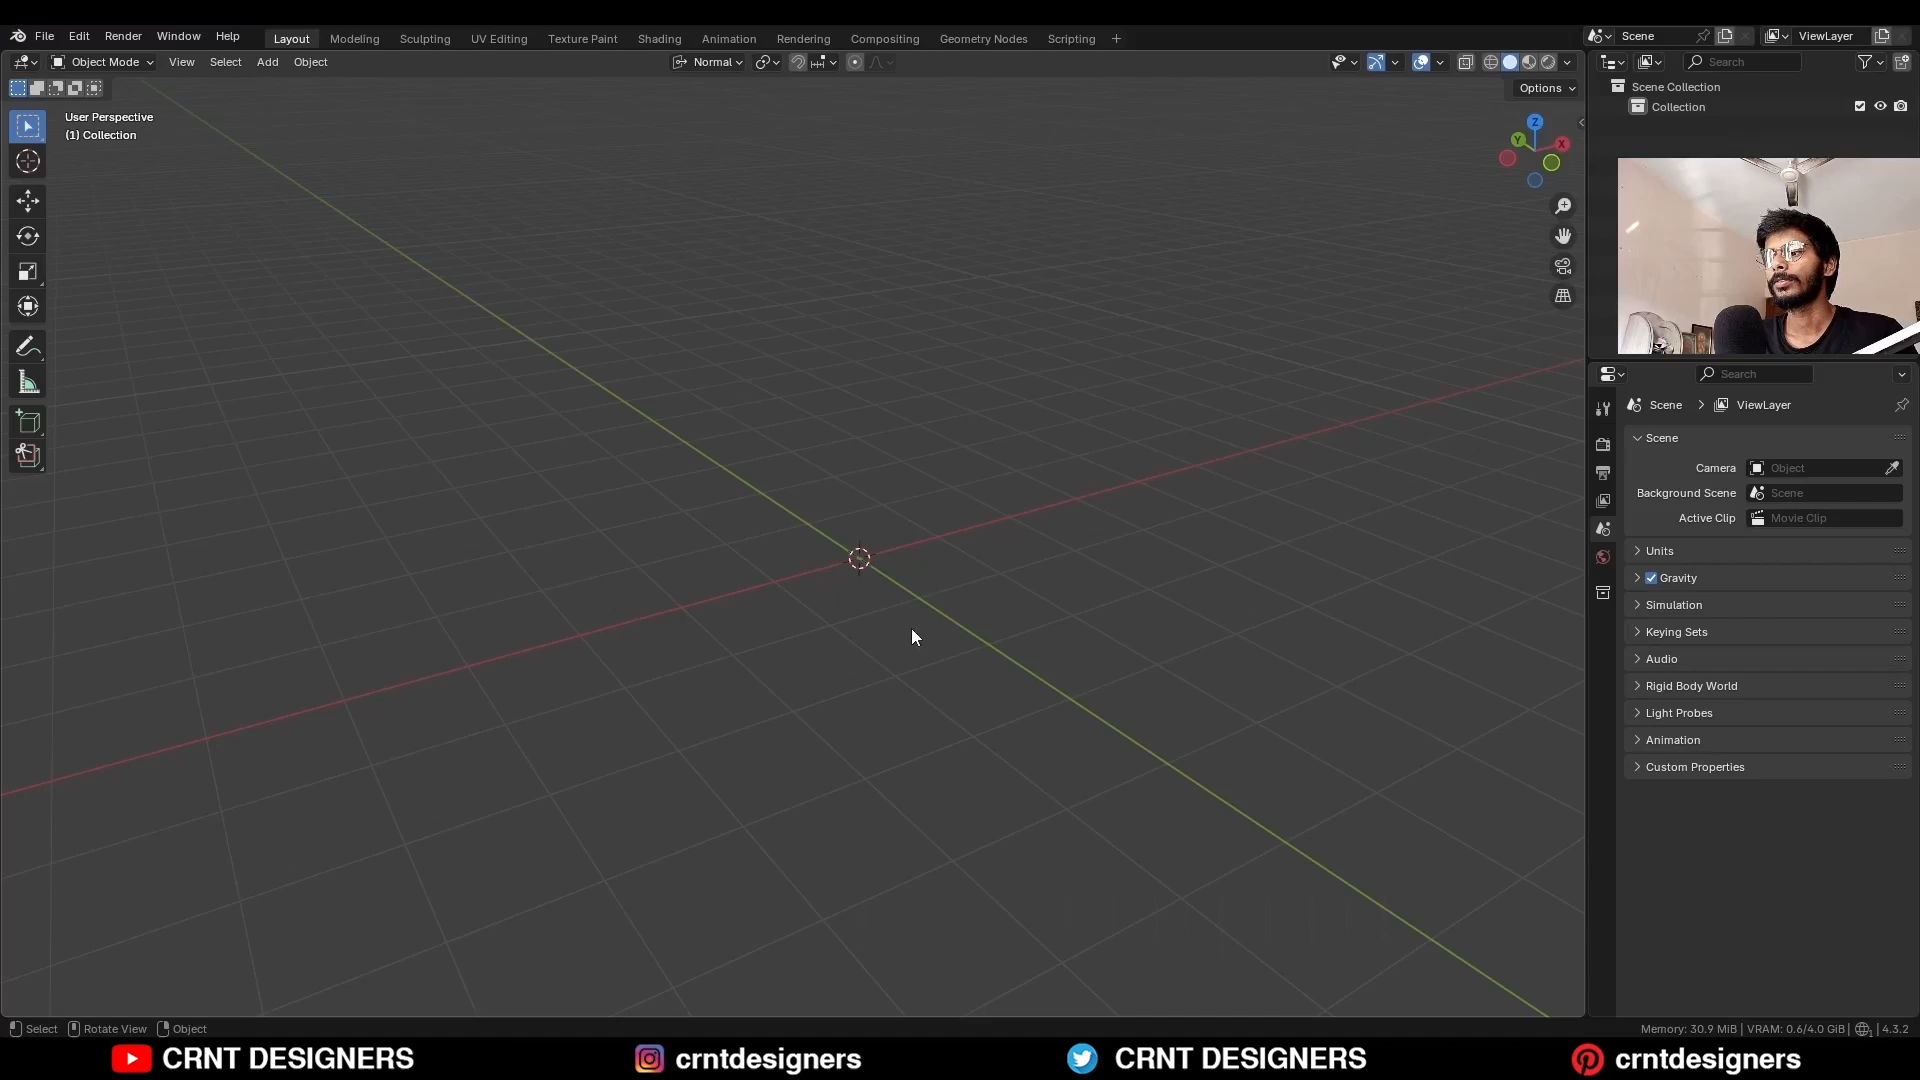 File Edit Render Window Help Layout Modeling Sculpting UV Editing Texture Paint Shading Animation Rendering Compositing Geometry Nodes Scripting + Scene ViewLayer
Object Mode View Select Add Object Normal Search
Options
User Perspective
(1) Collection
Z
Y
X
Scene Collection
Collection
Search
Scene > ViewLayer
Scene
Camera Object
Background Scene Scene
Active Clip Movie Clip
Units
Gravity
Simulation
Keying Sets
Audio
Rigid Body World
Light Probes
Animation
Custom Properties
Select Rotate View Object Memory: 30.9 MiB | VRAM: 0.6/4.0 GiB | 4.3.2
CRNT DESIGNERS crntdesigners CRNT DESIGNERS crntdesigners